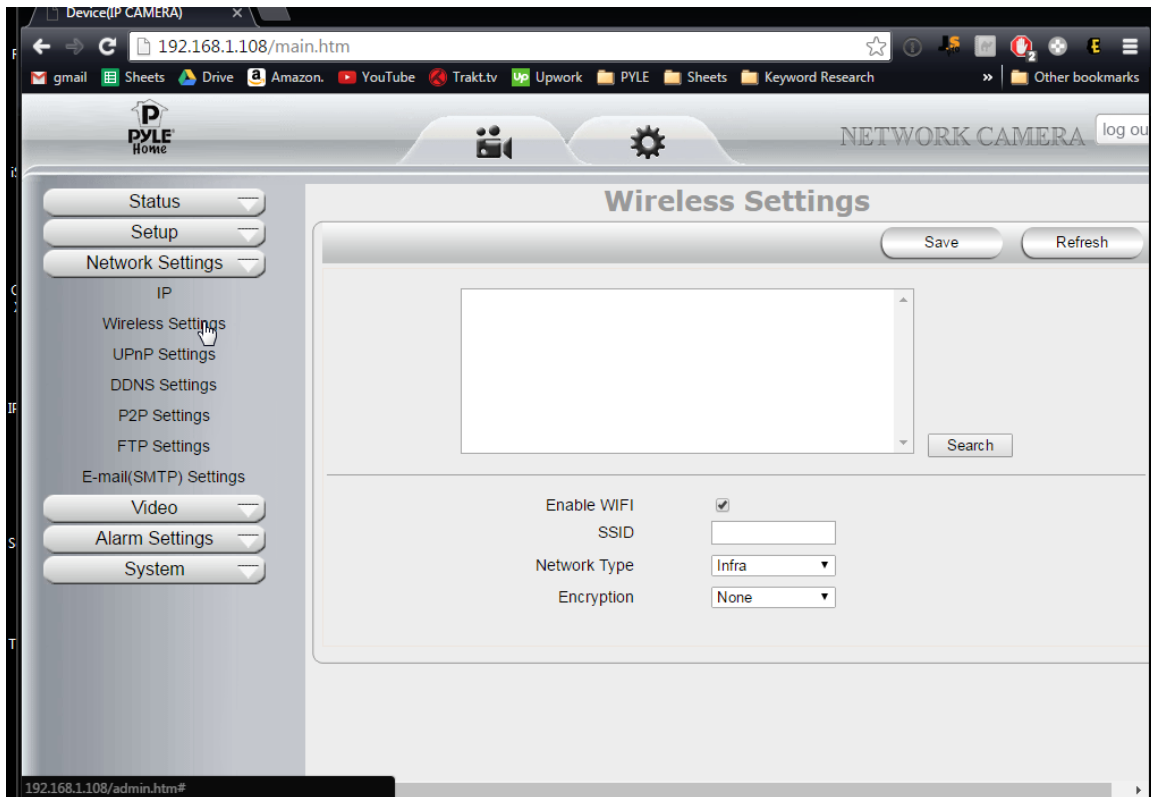 Device(IP CAMERA)
192.168.1.108/main.htm
gmail Sheets Drive Amazon. YouTube Trakt.tv Up Upwork PYLE Sheets Keyword Research » Other bookmarks
P
PYLE
Home
NETWORK CAMERA
log ou
Wireless Settings
Save Refresh
Status
Setup
Network Settings
IP
Wireless Settings
UPnP Settings
DDNS Settings
P2P Settings
FTP Settings
E-mail(SMTP) Settings
Video
Alarm Settings
System
Search
Enable WIFI
SSID
Network Type Infra
Encryption None
192.168.1.108/admin.htm#